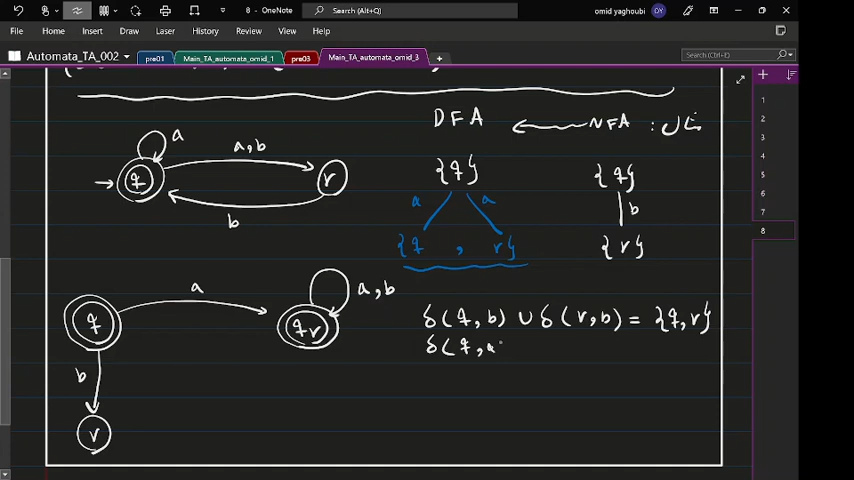 8 - OneNote
Search (Alt+Q)
omid yaghoubi
OY
File
Home
Insert
Draw
Laser
History
Review
View
Help
Automata_TA_002
pre01
Main_TA_automata_omid_1
pre03
Main_TA_automata_omid_3
Search (Ctrl+E)
1
2
3
4
5
6
7
8
DFA ← NFA : مثال
a
a, b
q
r
b
{q}
a
a
{q , r}
{q}
b
{r}
a
a, b
q
qr
b
r
δ(q, b) ∪ δ(r, b) = {q, r}
δ(q, a